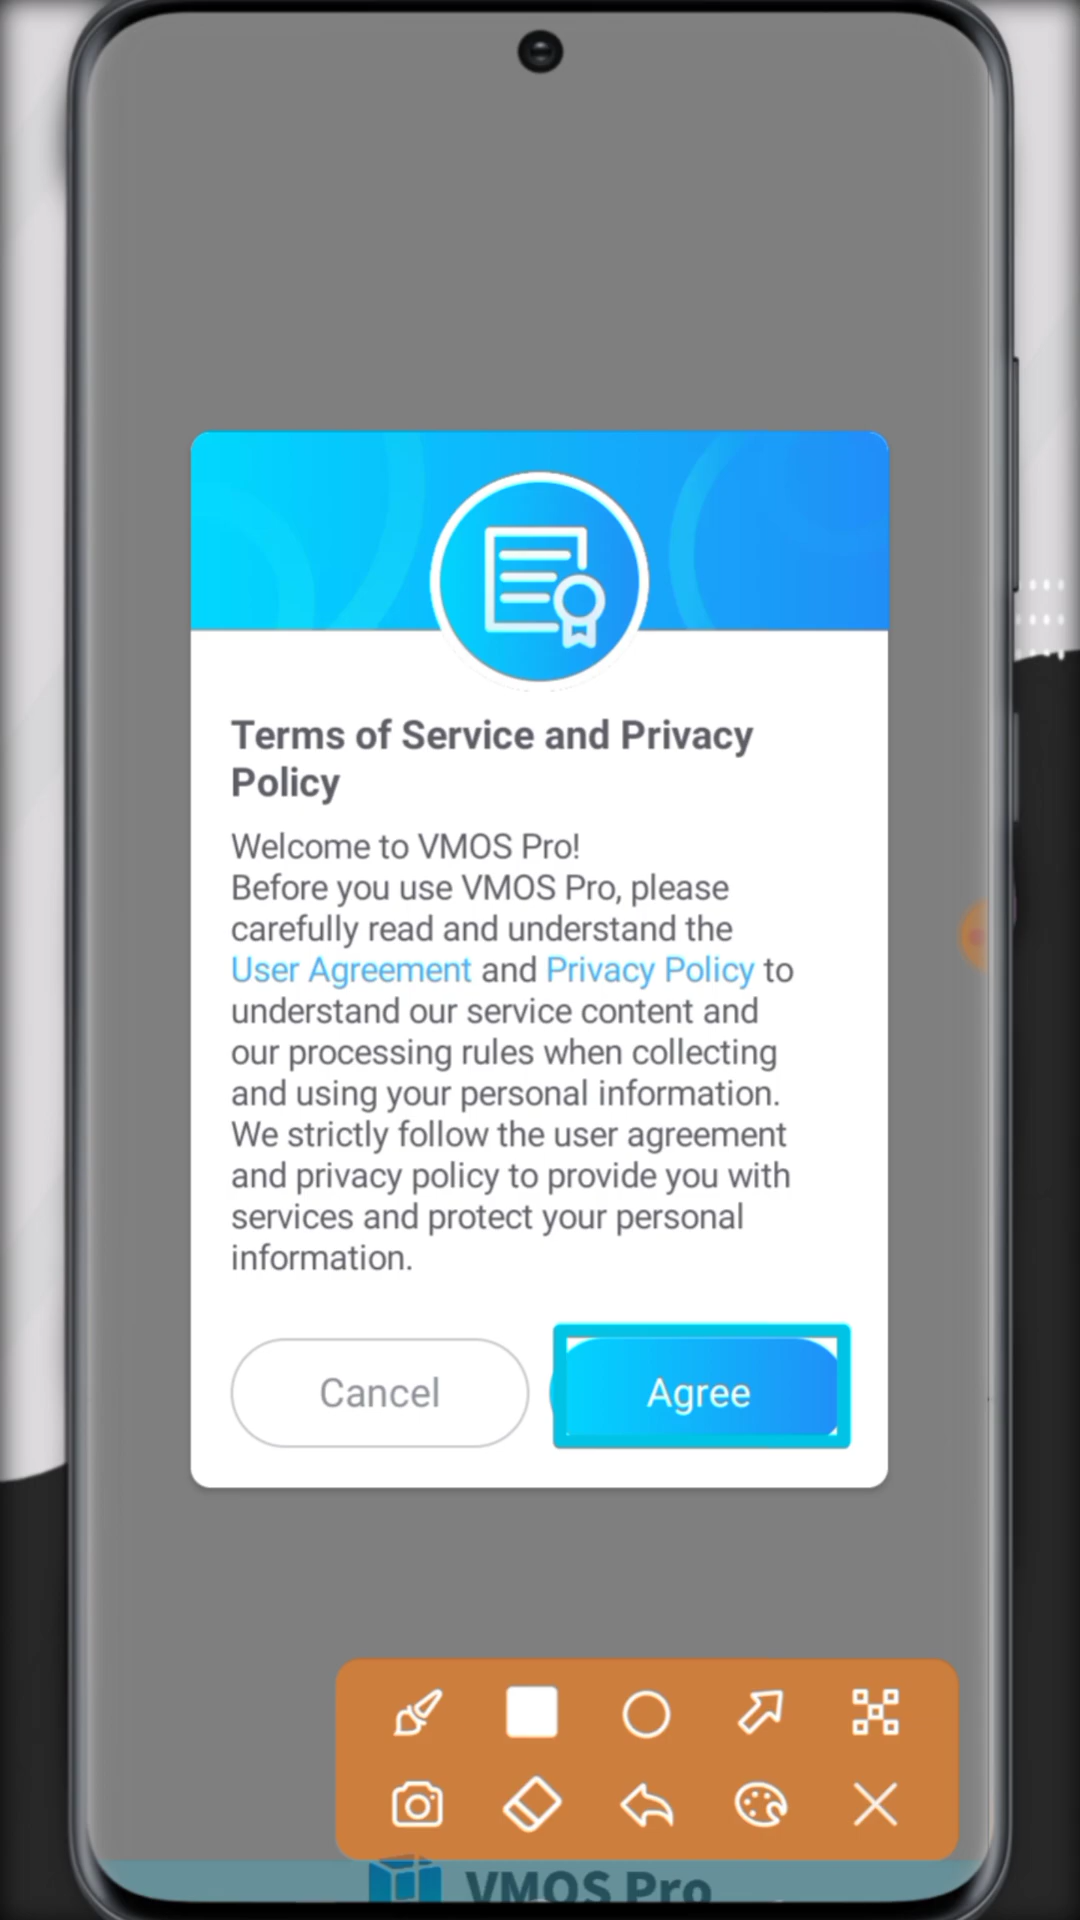 Terms of Service and Privacy
Policy
Welcome to VMOS Pro!
Before you use VMOS Pro, please
carefully read and understand the
User Agreement and Privacy Policy to
understand our service content and
our processing rules when collecting
and using your personal information.
We strictly follow the user agreement
and privacy policy to provide you with
services and protect your personal
information.
Cancel
Agree
VMOS Pro